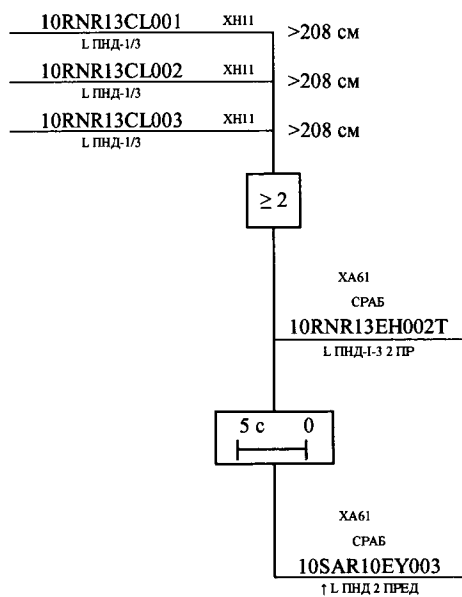 10RNR13CL001 XH11 >208 см
L ПНД-1/3
10RNR13CL002 XH11 >208 см
L ПНД-1/3
10RNR13CL003 XH11 >208 см
L ПНД-1/3
≥ 2
XA61
СРАБ
10RNR13EH002T
L ПНД-I-3 2 ПР
5 с 0
XA61
СРАБ
10SAR10EY003
↑ L ПНД 2 ПРЕД